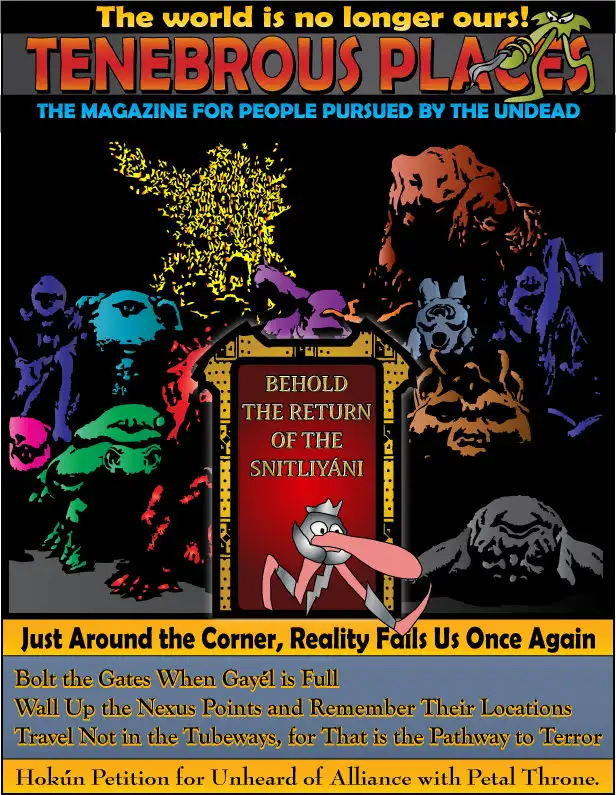 The world is no longer ours!
TENEBROUS PLACES
THE MAGAZINE FOR PEOPLE PURSUED BY THE UNDEAD
BEHOLD
THE RETURN
OF THE
SNITLIYÁNI
Just Around the Corner, Reality Fails Us Once Again
Bolt the Gates When Gayél is Full
Wall Up the Nexus Points and Remember Their Locations
Travel Not in the Tubeways, for That is the Pathway to Terror
Hokún Petition for Unheard of Alliance with Petal Throne.